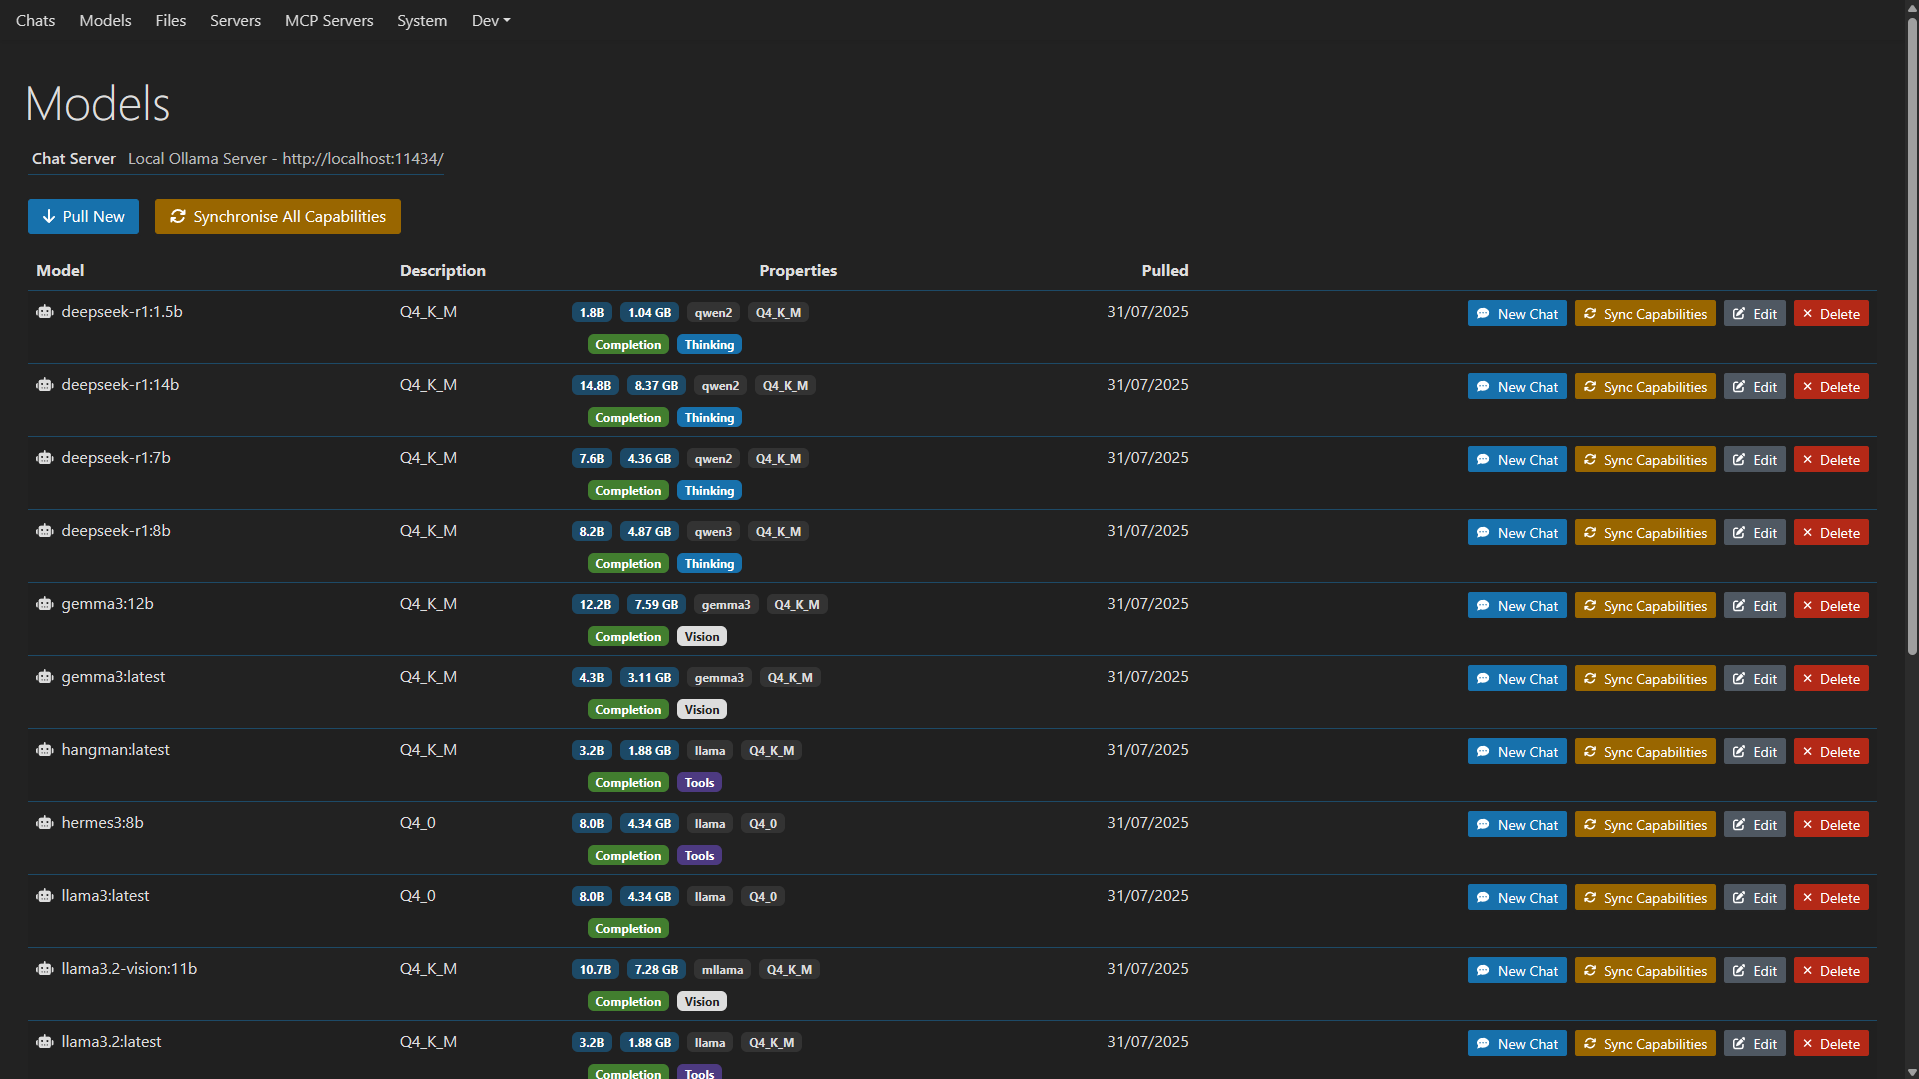 Chats Models Files Servers MCP Servers System Dev
Models
Chat Server Local Ollama Server - http://localhost:11434/
Pull New Synchronise All Capabilities
Model Description Properties Pulled
deepseek-r1:1.5b Q4_K_M 1.8B 1.04 GB qwen2 Q4_K_M 31/07/2025 New Chat Sync Capabilities Edit Delete
Completion Thinking
deepseek-r1:14b Q4_K_M 14.8B 8.37 GB qwen2 Q4_K_M 31/07/2025 New Chat Sync Capabilities Edit Delete
Completion Thinking
deepseek-r1:7b Q4_K_M 7.6B 4.36 GB qwen2 Q4_K_M 31/07/2025 New Chat Sync Capabilities Edit Delete
Completion Thinking
deepseek-r1:8b Q4_K_M 8.2B 4.87 GB qwen3 Q4_K_M 31/07/2025 New Chat Sync Capabilities Edit Delete
Completion Thinking
gemma3:12b Q4_K_M 12.2B 7.59 GB gemma3 Q4_K_M 31/07/2025 New Chat Sync Capabilities Edit Delete
Completion Vision
gemma3:latest Q4_K_M 4.3B 3.11 GB gemma3 Q4_K_M 31/07/2025 New Chat Sync Capabilities Edit Delete
Completion Vision
hangman:latest Q4_K_M 3.2B 1.88 GB llama Q4_K_M 31/07/2025 New Chat Sync Capabilities Edit Delete
Completion Tools
hermes3:8b Q4_0 8.0B 4.34 GB llama Q4_0 31/07/2025 New Chat Sync Capabilities Edit Delete
Completion Tools
llama3:latest Q4_0 8.0B 4.34 GB llama Q4_0 31/07/2025 New Chat Sync Capabilities Edit Delete
Completion
llama3.2-vision:11b Q4_K_M 10.7B 7.28 GB mllama Q4_K_M 31/07/2025 New Chat Sync Capabilities Edit Delete
Completion Vision
llama3.2:latest Q4_K_M 3.2B 1.88 GB llama Q4_K_M 31/07/2025 New Chat Sync Capabilities Edit Delete
Completion Tools